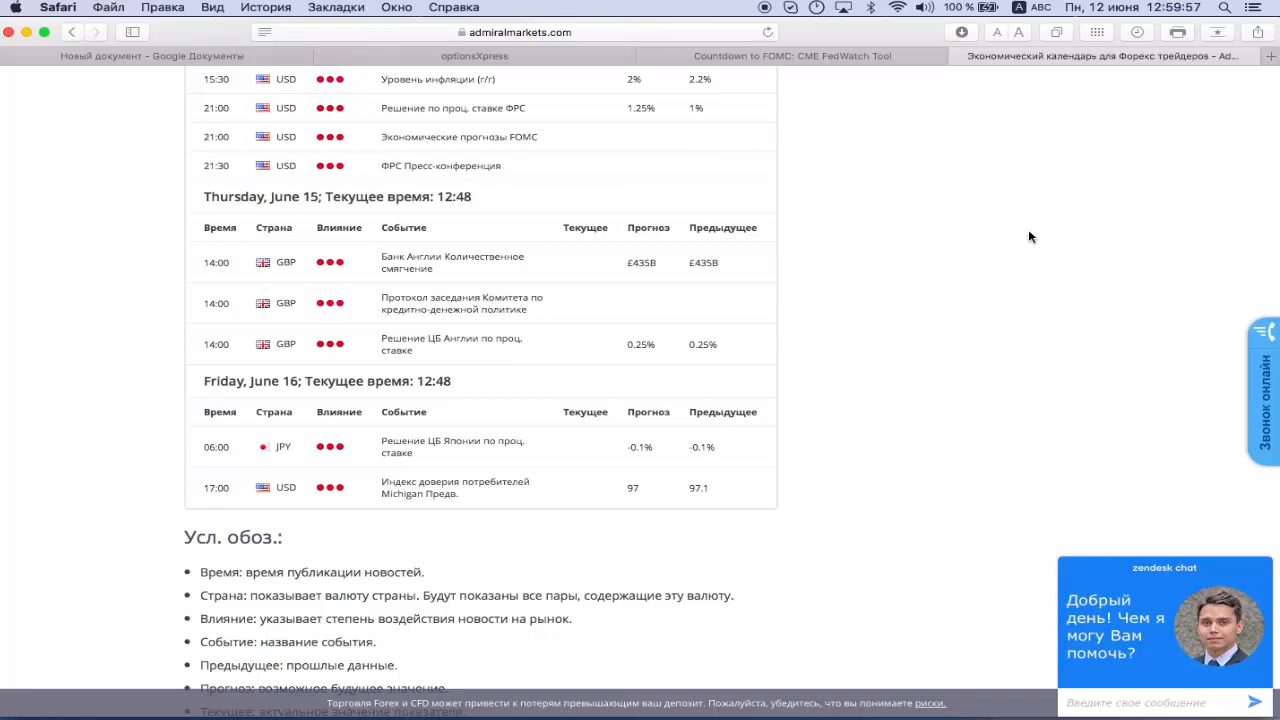 Safari Файл Правка Вид История Закладки Окно Справка 100% ABC Пн, 12 июня 12:59:57
admiralmarkets.com
Новый документ - Google Документы optionsXpress Countdown to FOMC: CME FedWatch Tool Экономический календарь для Форекс трейдеров - Ad...
15:30 USD Уровень инфляции (г/г) 2% 2.2%
21:00 USD Решение по проц. ставке ФРС 1.25% 1%
21:00 USD Экономические прогнозы FOMC
21:30 USD ФРС Пресс-конференция
Thursday, June 15; Текущее время: 12:48
Время Страна Влияние Событие Текущее Прогноз Предыдущее
14:00 GBP Банк Англии Количественное £435B £435B
смягчение
14:00 GBP Протокол заседания Комитета по
кредитно-денежной политике
14:00 GBP Решение ЦБ Англии по проц. 0.25% 0.25%
ставке
Friday, June 16; Текущее время: 12:48
Время Страна Влияние Событие Текущее Прогноз Предыдущее
06:00 JPY Решение ЦБ Японии по проц. -0.1% -0.1%
ставке
17:00 USD Индекс доверия потребителей 97 97.1
Michigan Предв.
Усл. обоз.:
Время: время публикации новостей.
Страна: показывает валюту страны. Будут показаны все пары, содержащие эту валюту.
Влияние: указывает степень воздействия новости на рынок.
Событие: название события.
Предыдущее: прошлые данные.
Прогноз: возможное будущее значение.
Текущее: актуальное значение показателя.
Торговля Forex и CFD может привести к потерям превышающим ваш депозит. Пожалуйста, убедитесь, что вы понимаете риски.
Звонок онлайн
zendesk chat
Добрый
день! Чем я
могу Вам
помочь?
Введите свое сообщение